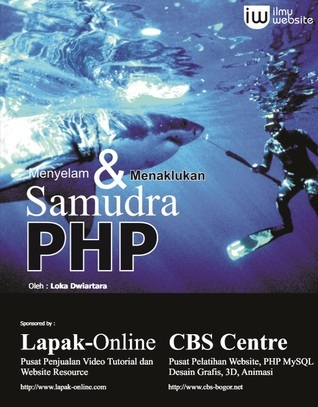 iw ilmu
website
Menyelam & Menaklukan
Samudra
PHP
Oleh : Loka Dwiartara
Sponsored by :
Lapak-Online
Pusat Penjualan Video Tutorial dan
Website Resource
http://www.lapak-online.com
CBS Centre
Pusat Pelatihan Website, PHP MySQL
Desain Grafis, 3D, Animasi
http://www.cbs-bogor.net